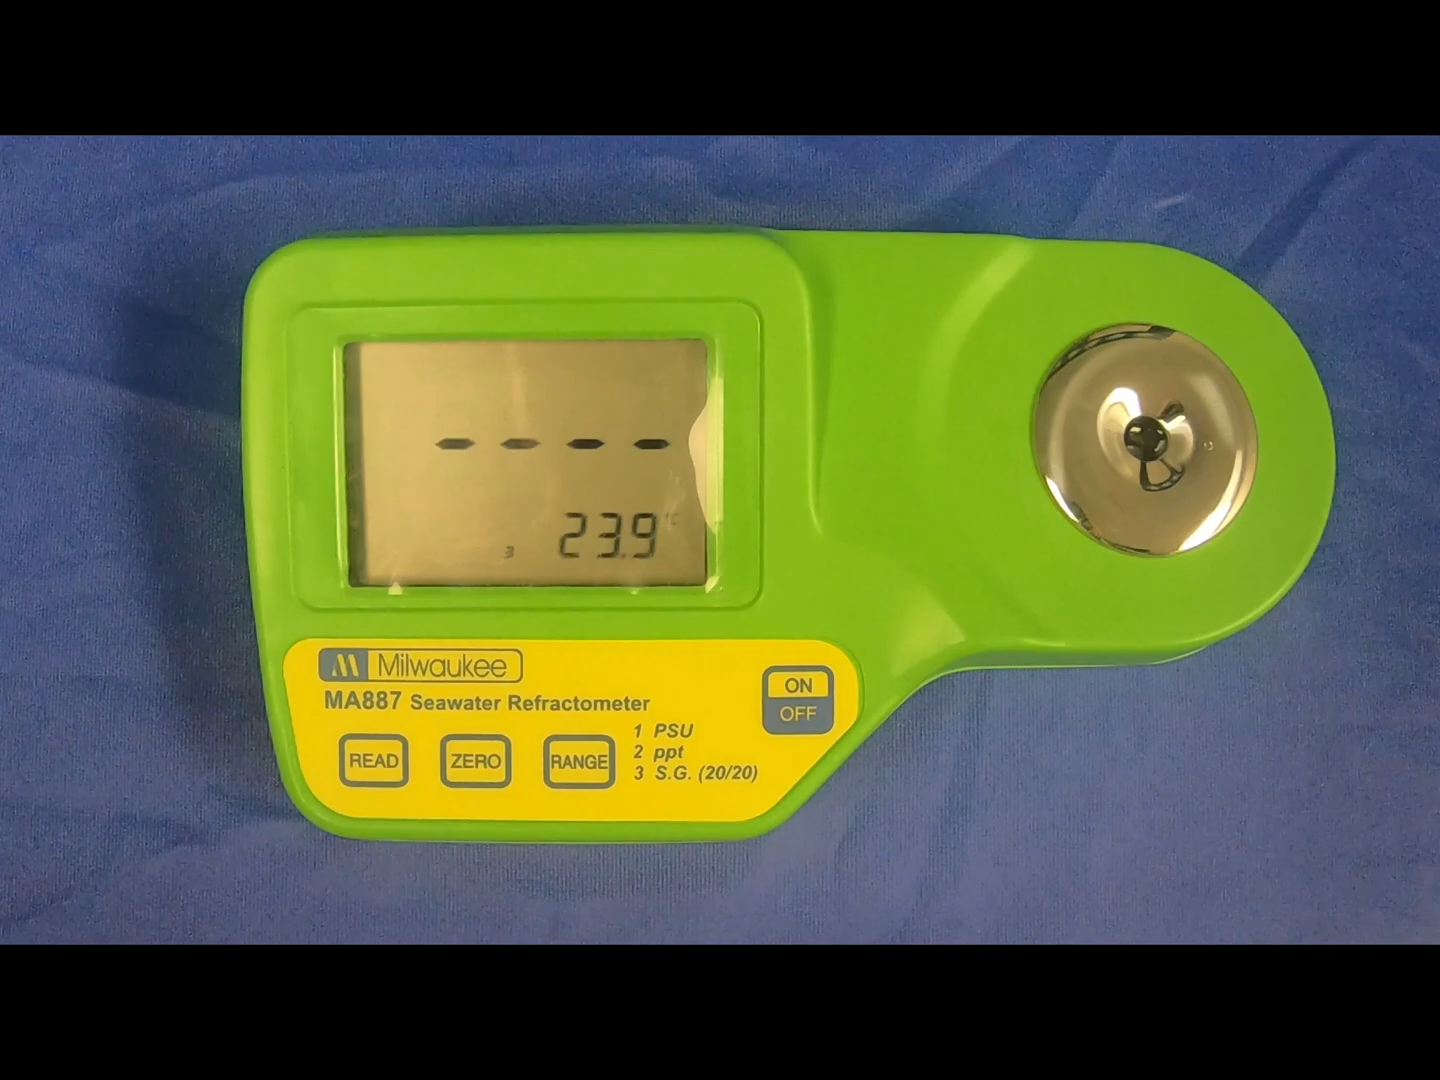 - - - -
3 23.9 °C
Milwaukee
MA887 Seawater Refractometer
READ ZERO RANGE
1 PSU
2 ppt
3 S.G. (20/20)
ON
OFF